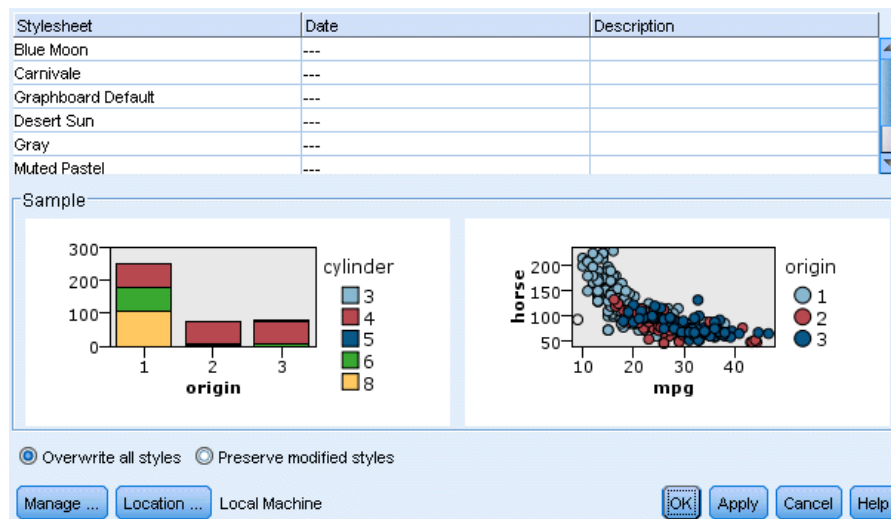 Stylesheet Date Description
Blue Moon ---
Carnivale ---
Graphboard Default ---
Desert Sun ---
Gray ---
Muted Pastel ---
Sample
300
200
100
0
1 2 3
origin
cylinder
3
4
5
6
8
horse
200
150
100
50
10 20 30 40
mpg
origin
1
2
3
Overwrite all styles Preserve modified styles
Manage ... Location ... Local Machine OK Apply Cancel Help